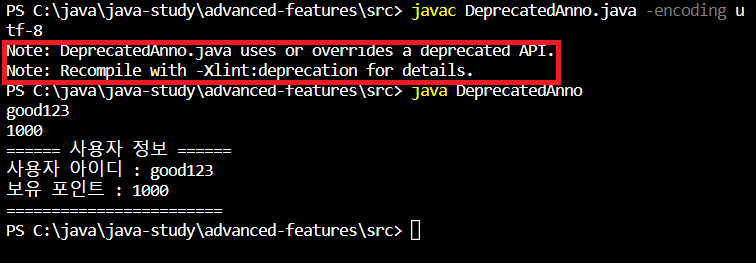 PS C:\java\java-study\advanced-features\src> javac DeprecatedAnno.java -encoding u
tf-8
Note: DeprecatedAnno.java uses or overrides a deprecated API.
Note: Recompile with -Xlint:deprecation for details.
PS C:\java\java-study\advanced-features\src> java DeprecatedAnno
good123
1000
====== 사용자 정보 ======
사용자 아이디 : good123
보유 포인트 : 1000
========================
PS C:\java\java-study\advanced-features\src>